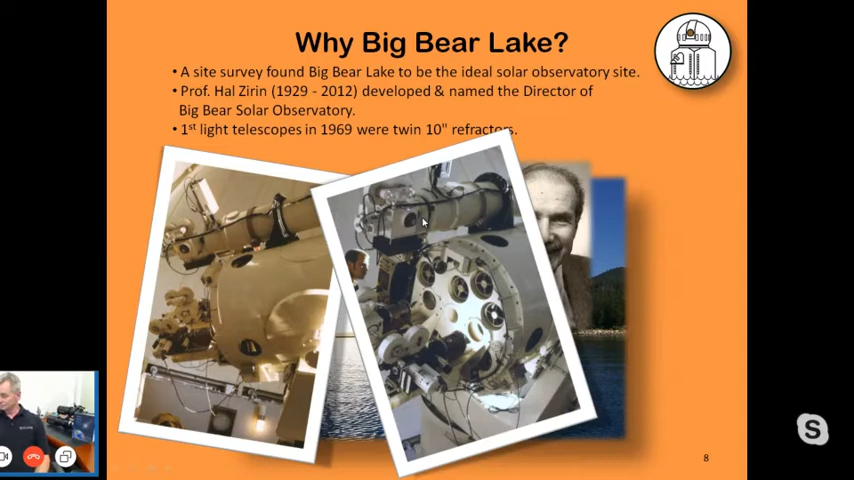 Why Big Bear Lake?
• A site survey found Big Bear Lake to be the ideal solar observatory site.
• Prof. Hal Zirin (1929 - 2012) developed & named the Director of
Big Bear Solar Observatory.
• 1st light telescopes in 1969 were twin 10" refractors.
8